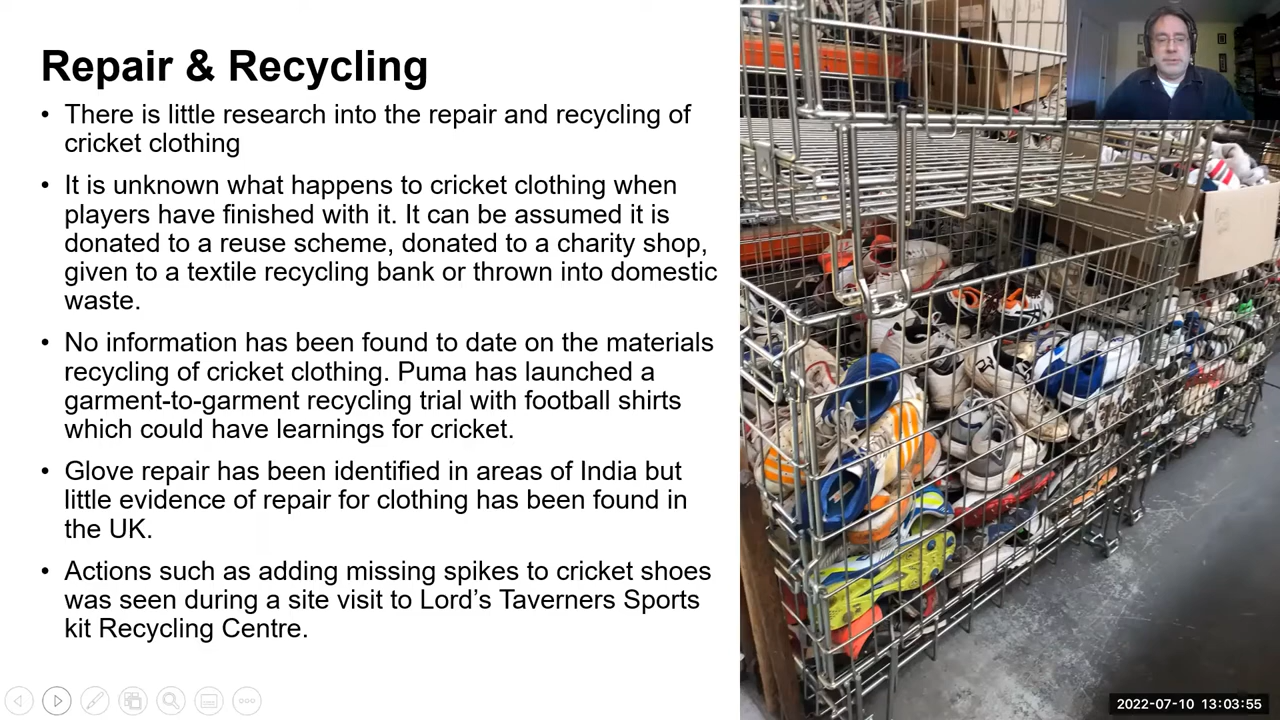 Repair & Recycling
• There is little research into the repair and recycling of
cricket clothing
• It is unknown what happens to cricket clothing when
players have finished with it. It can be assumed it is
donated to a reuse scheme, donated to a charity shop,
given to a textile recycling bank or thrown into domestic
waste.
• No information has been found to date on the materials
recycling of cricket clothing. Puma has launched a
garment-to-garment recycling trial with football shirts
which could have learnings for cricket.
• Glove repair has been identified in areas of India but
little evidence of repair for clothing has been found in
the UK.
• Actions such as adding missing spikes to cricket shoes
was seen during a site visit to Lord’s Taverners Sports
kit Recycling Centre.
2022-07-10 13:03:55